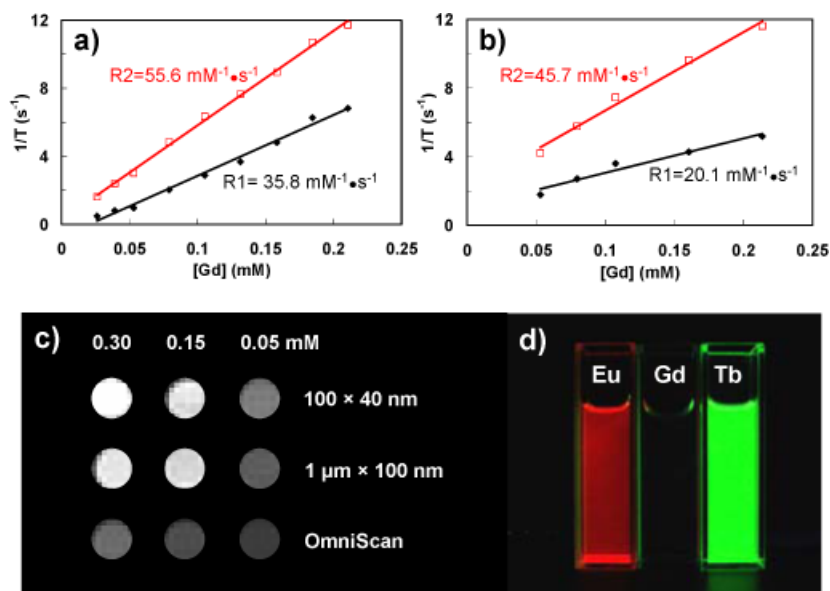 a)
R2=55.6 mM⁻¹•s⁻¹
R1= 35.8 mM⁻¹•s⁻¹
1/T (s⁻¹)
12
8
4
0
0 0.05 0.1 0.15 0.2 0.25
[Gd] (mM)
b)
R2=45.7 mM⁻¹•s⁻¹
R1=20.1 mM⁻¹•s⁻¹
1/T (s⁻¹)
12
8
4
0
0 0.05 0.1 0.15 0.2 0.25
[Gd] (mM)
c)
0.30 0.15 0.05 mM
100 × 40 nm
1 µm × 100 nm
OmniScan
d)
Eu Gd Tb